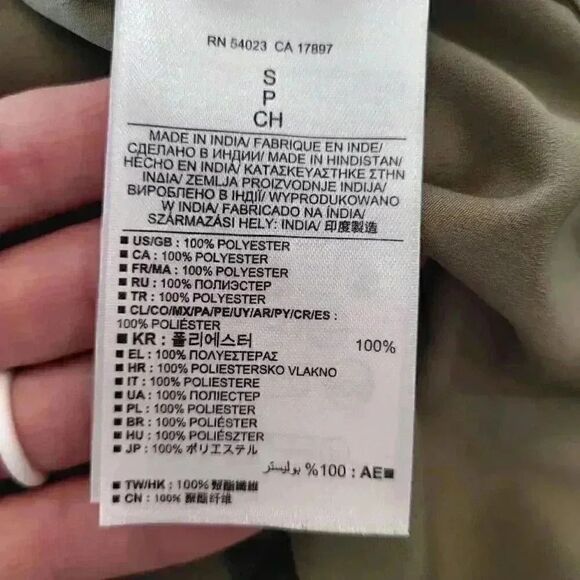 RN 54023 CA 17897
S
P
CH
MADE IN INDIA/ FABRIQUE EN INDE/
СДЕЛАНО В ИНДИИ/ MADE IN HINDISTAN/
HECHO EN INDIA/ ΚΑΤΑΣΚΕΥΑΣΤΗΚΕ ΣΤΗΝ
ΙΝΔΙΑ/ ZEMLJA PROIZVODNJE INDIJA/
ВИРОБЛЕНО В ІНДІЇ/ WYPRODUKOWANO
W INDIA/ FABRICADO NA ÍNDIA/
SZÁRMAZÁSI HELY: INDIA/ 印度製造
■ US/GB : 100% POLYESTER
■ CA : 100% POLYESTER
■ FR/MA : 100% POLYESTER
■ RU : 100% ПОЛИЭСТЕР
■ TR : 100% POLYESTER
■ CL/CO/MX/PA/PE/UY/AR/PY/CR/ES :
100% POLIÉSTER
■ KR : 폴리에스터 100%
■ EL : 100% ΠΟΛΥΕΣΤΕΡΑΣ
■ HR : 100% POLIESTERSKO VLAKNO
■ IT : 100% POLIESTERE
■ UA : 100% ПОЛІЕСТЕР
■ PL : 100% POLIESTER
■ BR : 100% POLIÉSTER
■ HU : 100% POLIÉSZTER
■ JP : 100% ポリエステル
■AE : 100% بوليستر
■ TW/HK : 100% 聚酯纖維
■ CN : 100% 聚酯纤维